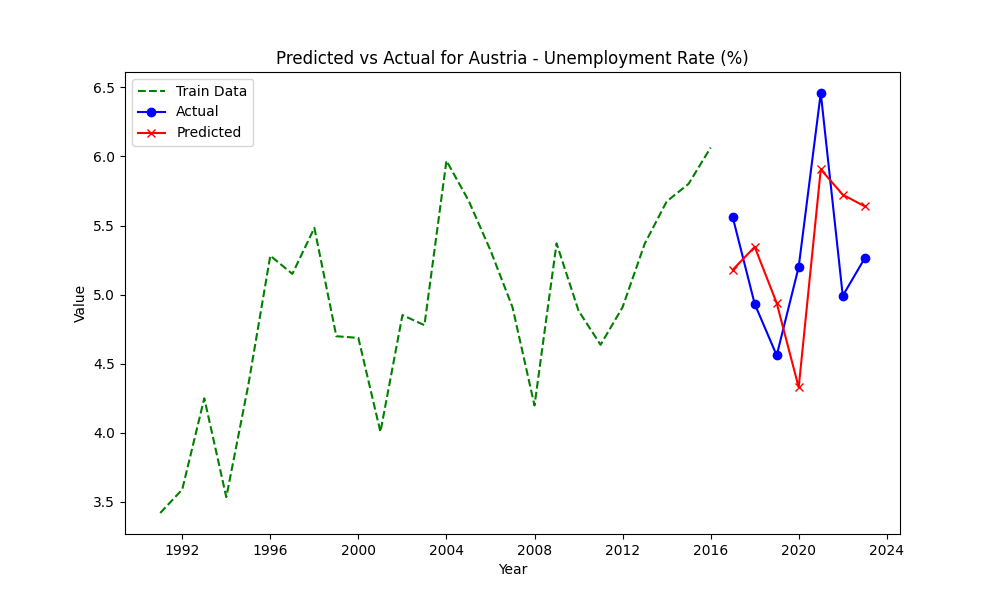 Predicted vs Actual for Austria - Unemployment Rate (%)
Train Data
Actual
Predicted
6.5
6.0
5.5
5.0
4.5
4.0
3.5
Value
1992 1996 2000 2004 2008 2012 2016 2020 2024
Year